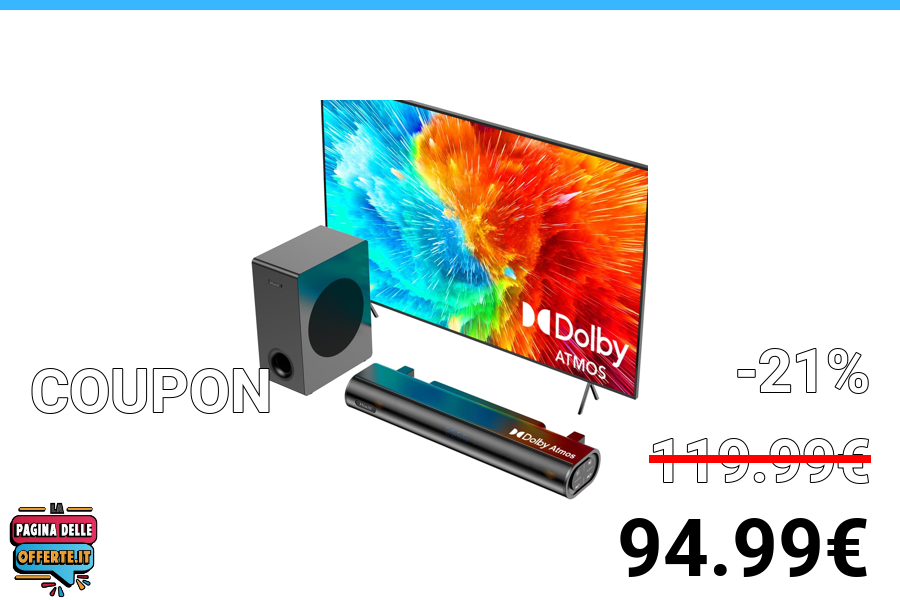 Dolby
ATMOS
Dolby Atmos
COUPON
-21%
119.99€
94.99€
LA
PAGINA DELLE
OFFERTE.IT